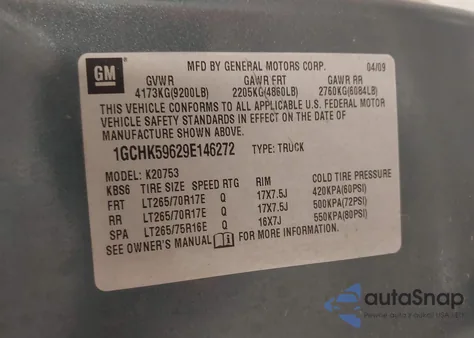 GM
MFD BY GENERAL MOTORS CORP. 04/09
GVWR GAWR FRT GAWR RR
4173KG(9200LB) 2205KG(4860LB) 2760KG(6084LB)
THIS VEHICLE CONFORMS TO ALL APPLICABLE U.S. FEDERAL MOTOR
VEHICLE SAFETY STANDARDS IN EFFECT ON THE DATE OF
MANUFACTURE SHOWN ABOVE.
1GCHK59629E146272 TYPE: TRUCK
MODEL: K20753
KBS6 TIRE SIZE SPEED RTG RIM COLD TIRE PRESSURE
FRT LT265/70R17E Q 17X7.5J 420KPA(60PSI)
RR LT265/70R17E Q 17X7.5J 500KPA(72PSI)
SPA LT265/75R16E Q 16X7J 550KPA(80PSI)
SEE OWNER'S MANUAL i FOR MORE INFORMATION.
autoSnap